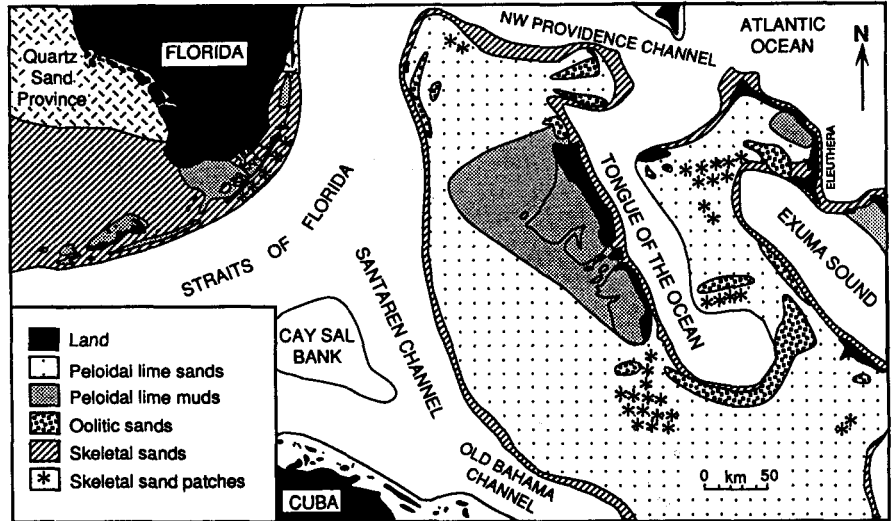 FLORIDA
Quartz
Sand
Province
NW PROVIDENCE CHANNEL
ATLANTIC
OCEAN
N
ELEUTHERA
TONGUE OF THE OCEAN
EXUMA SOUND
STRAITS OF FLORIDA
SANTAREN CHANNEL
CAY SAL
BANK
OLD BAHAMA
CHANNEL
CUBA
0 km 50
Land
Peloidal lime sands
Peloidal lime muds
Oolitic sands
Skeletal sands
Skeletal sand patches